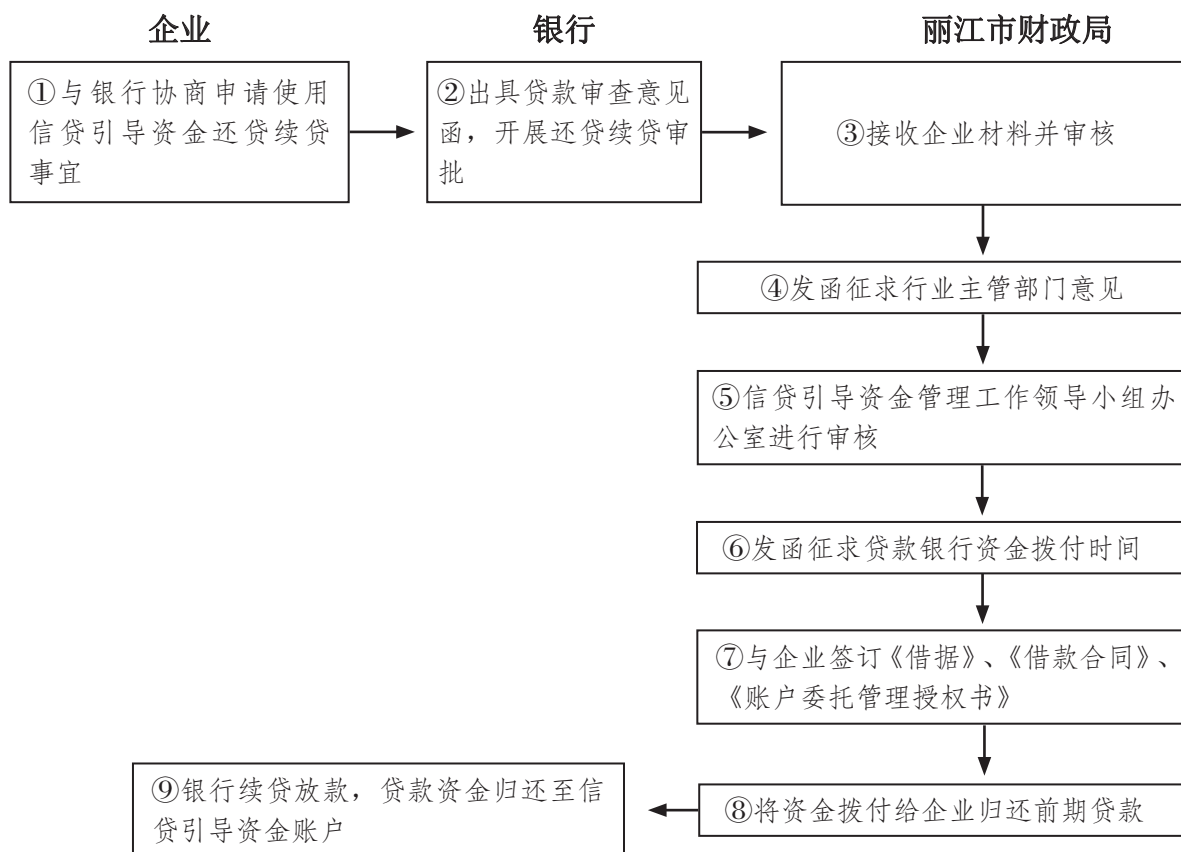 企业
银行
丽江市财政局
①与银行协商申请使用
信贷引导资金还贷续贷
事宜
②出具贷款审查意见
函，开展还贷续贷审
批
③接收企业材料并审核
④发函征求行业主管部门意见
⑤信贷引导资金管理工作领导小组办
公室进行审核
⑥发函征求贷款银行资金拨付时间
⑦与企业签订《借据》、《借款合同》、
《账户委托管理授权书》
⑧将资金拨付给企业归还前期贷款
⑨银行续贷放款，贷款资金归还至信
贷引导资金账户